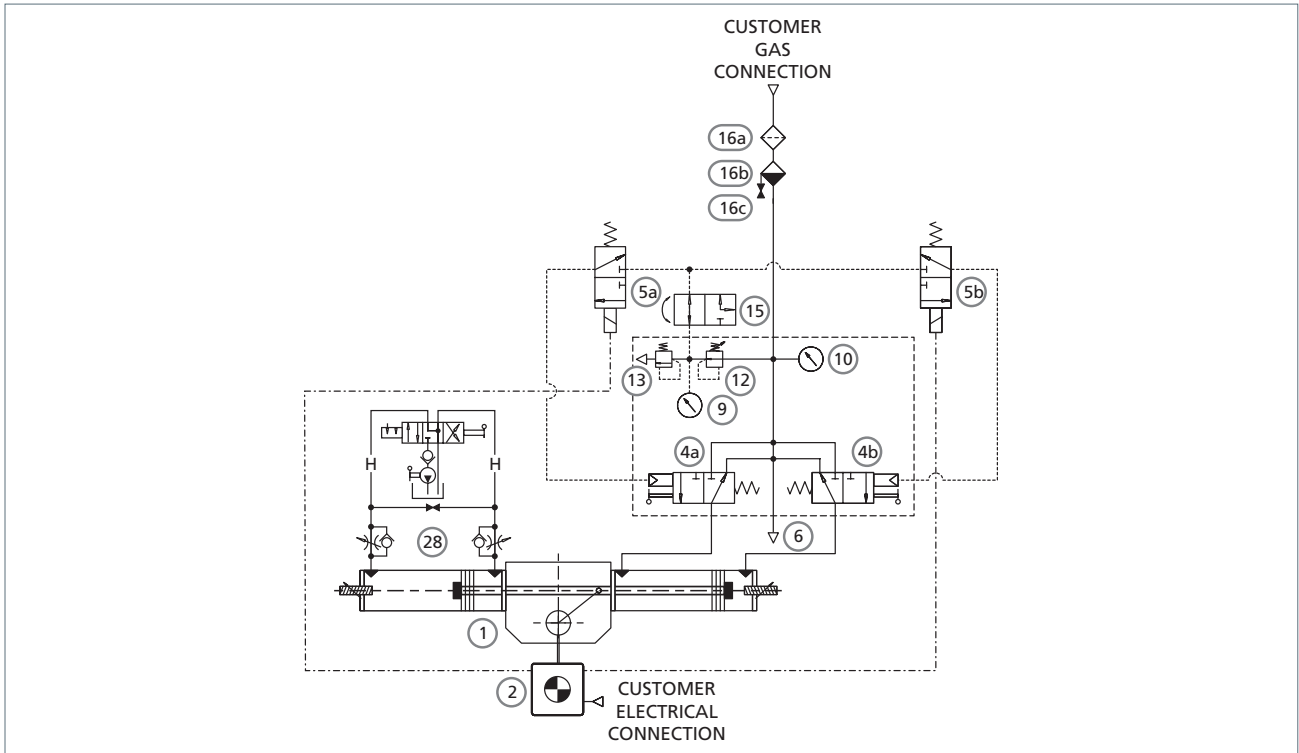 CUSTOMER
GAS
CONNECTION
16a
16b
16c
5a
5b
15
13
12
10
9
4a
4b
H
H
6
28
1
2
CUSTOMER
ELECTRICAL
CONNECTION